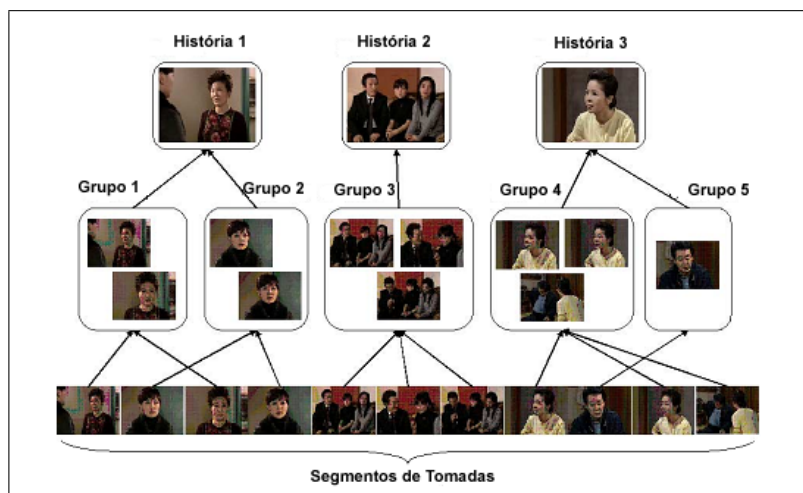 História 1
História 2
História 3
Grupo 1
Grupo 2
Grupo 3
Grupo 4
Grupo 5
Segmentos de Tomadas